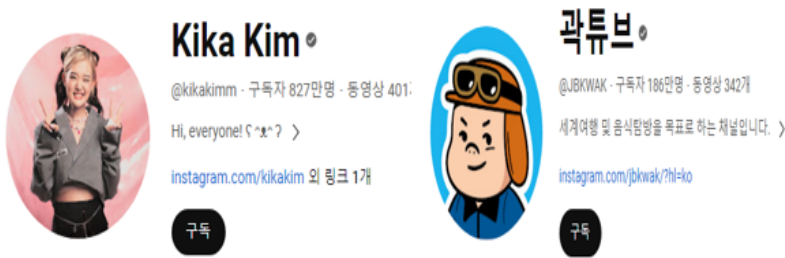 Kika Kim
@kikakimm · 구독자 827만명 · 동영상 401
Hi, everyone! ʕ ᵔᴥᵔ ʔ >
instagram.com/kikakim 외 링크 1개
구독
곽튜브
@JBKWAK · 구독자 186만명 · 동영상 342개
세계여행 및 음식탐방을 목표로 하는 채널입니다. >
instagram.com/jbkwak/?hl=ko
구독